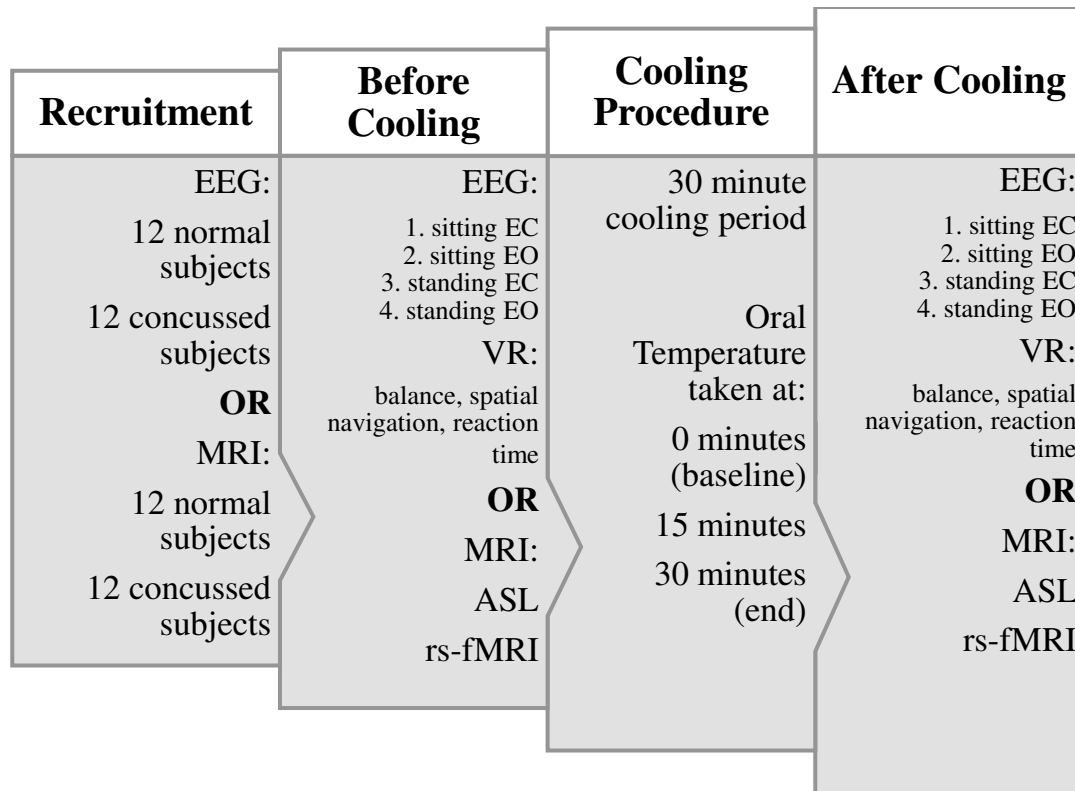 Recruitment
EEG:
12 normal
subjects
12 concussed
subjects
OR
MRI:
12 normal
subjects
12 concussed
subjects
Before
Cooling
EEG:
1. sitting EC
2. sitting EO
3. standing EC
4. standing EO
VR:
balance, spatial
navigation, reaction
time
OR
MRI:
ASL
rs-fMRI
Cooling
Procedure
30 minute
cooling period
Oral
Temperature
taken at:
0 minutes
(baseline)
15 minutes
30 minutes
(end)
After Cooling
EEG:
1. sitting EC
2. sitting EO
3. standing EC
4. standing EO
VR:
balance, spatial
navigation, reaction
time
OR
MRI:
ASL
rs-fMRI